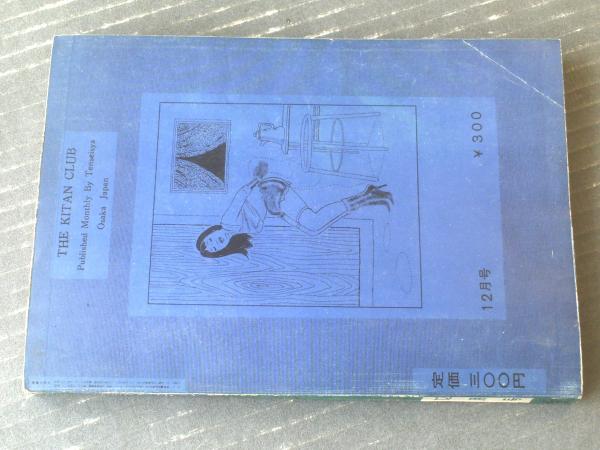 THE KITAN CLUB
Published Monthly By Tenseisya
Osaka Japan
¥300
12月号
定価 三〇〇円